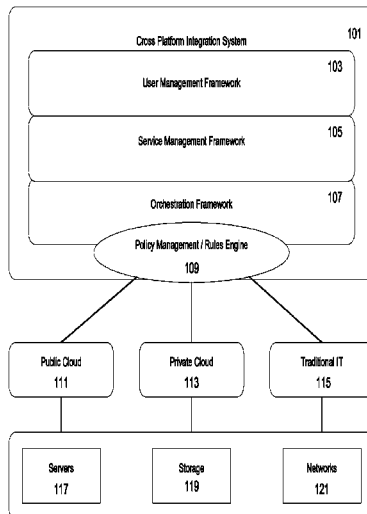 Cross Platform Integration System
101
103
User Management Framework
105
Service Management Framework
107
Orchestration Framework
Policy Management / Rules Engine
109
Public Cloud
111
Private Cloud
113
Traditional IT
115
Servers
117
Storage
119
Networks
121